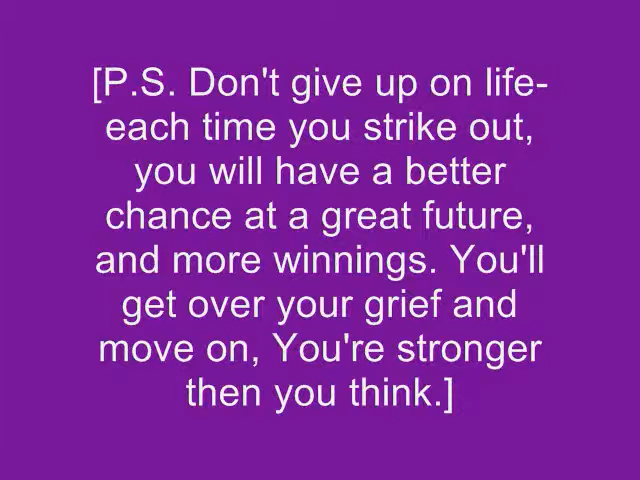 [P.S. Don't give up on life-
each time you strike out,
you will have a better
chance at a great future,
and more winnings. You'll
get over your grief and
move on, You're stronger
then you think.]